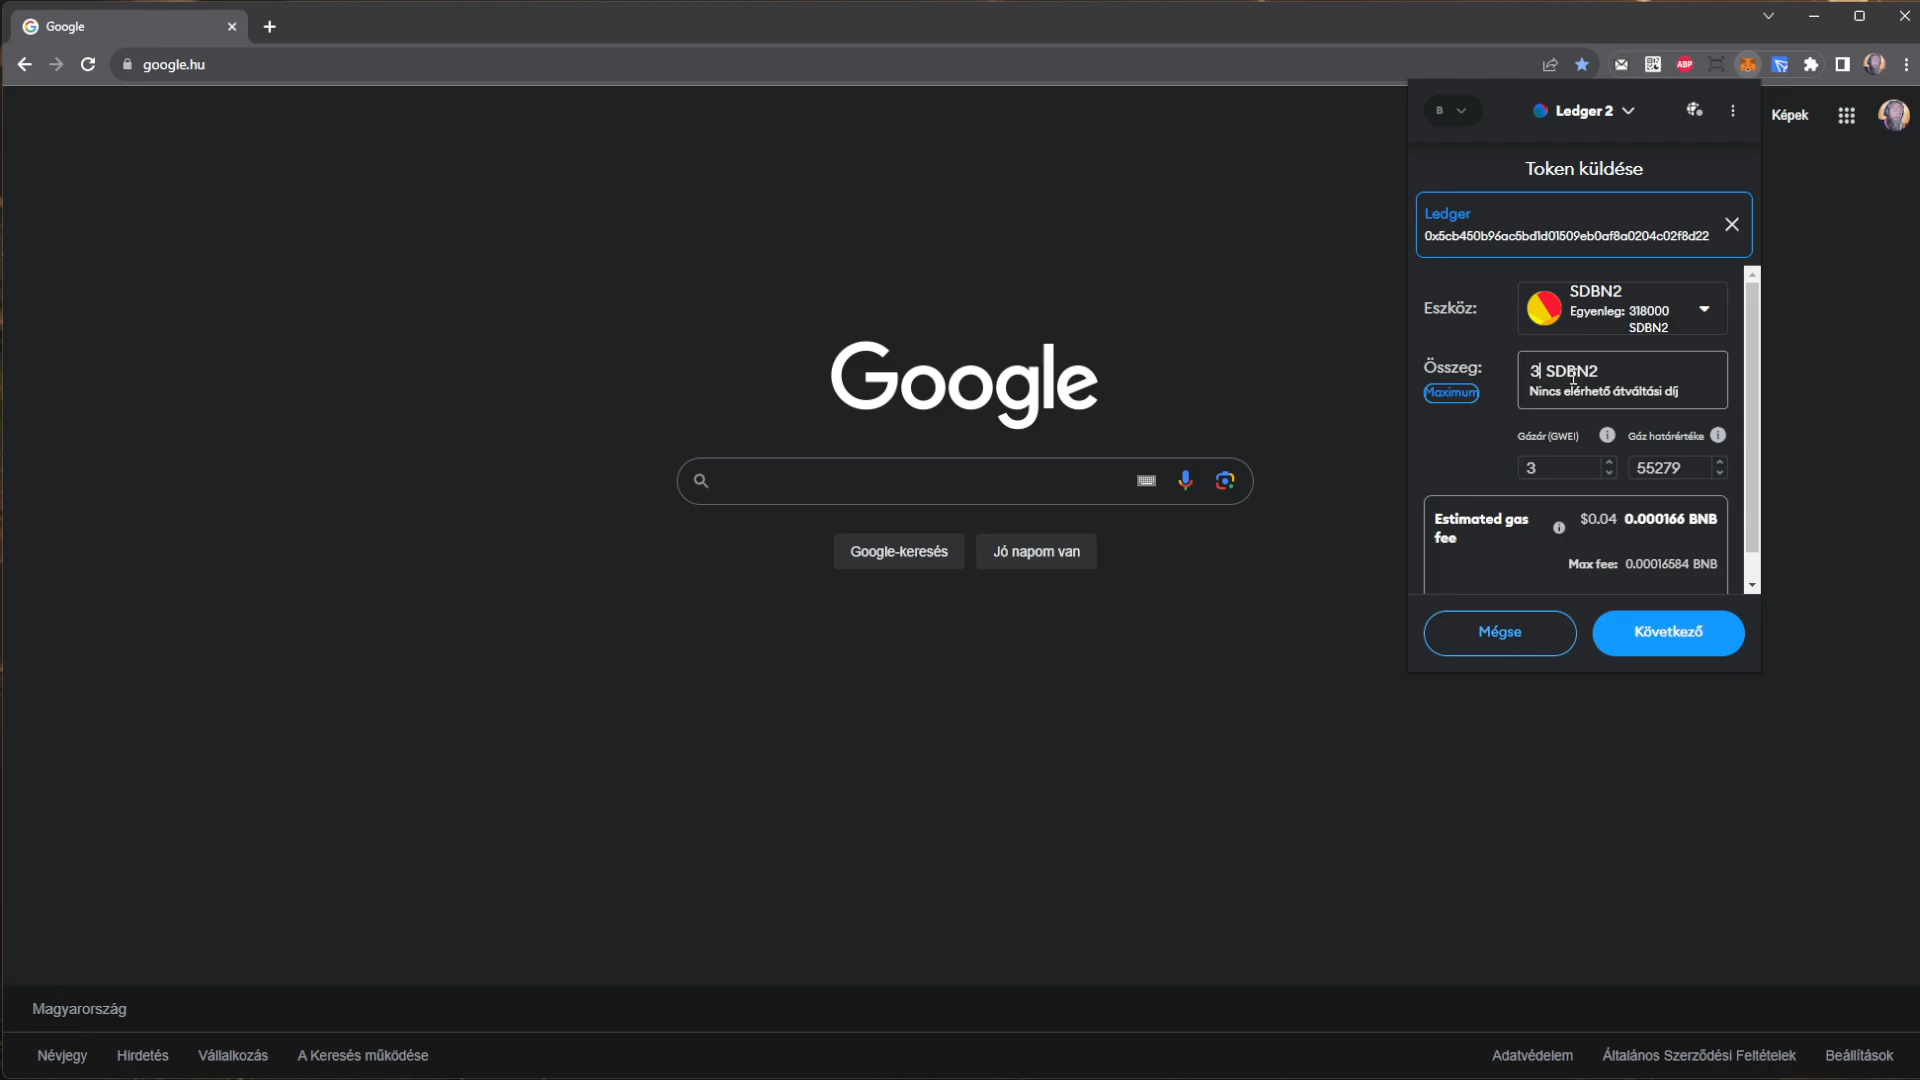 Google
google.hu
ABP
B
Ledger 2
Képek
Token küldése
Ledger
0x5cb450b96ac5bd1d01509eb0af8a0204c02f8d22
Eszköz:
SDBN2
Egyenleg: 318000
SDBN2
Összeg:
Maximum
3 SDBN2
Nincs elérhető átváltási díj
Gázár (GWEI)
Gáz határértéke
3
55279
Estimated gas
fee
$0.04 0.000166 BNB
Max fee: 0.00016584 BNB
Mégse
Következő
Google
Google-keresés
Jó napom van
Magyarország
Névjegy
Hirdetés
Vállalkozás
A Keresés működése
Adatvédelem
Általános Szerződési Feltételek
Beállítások